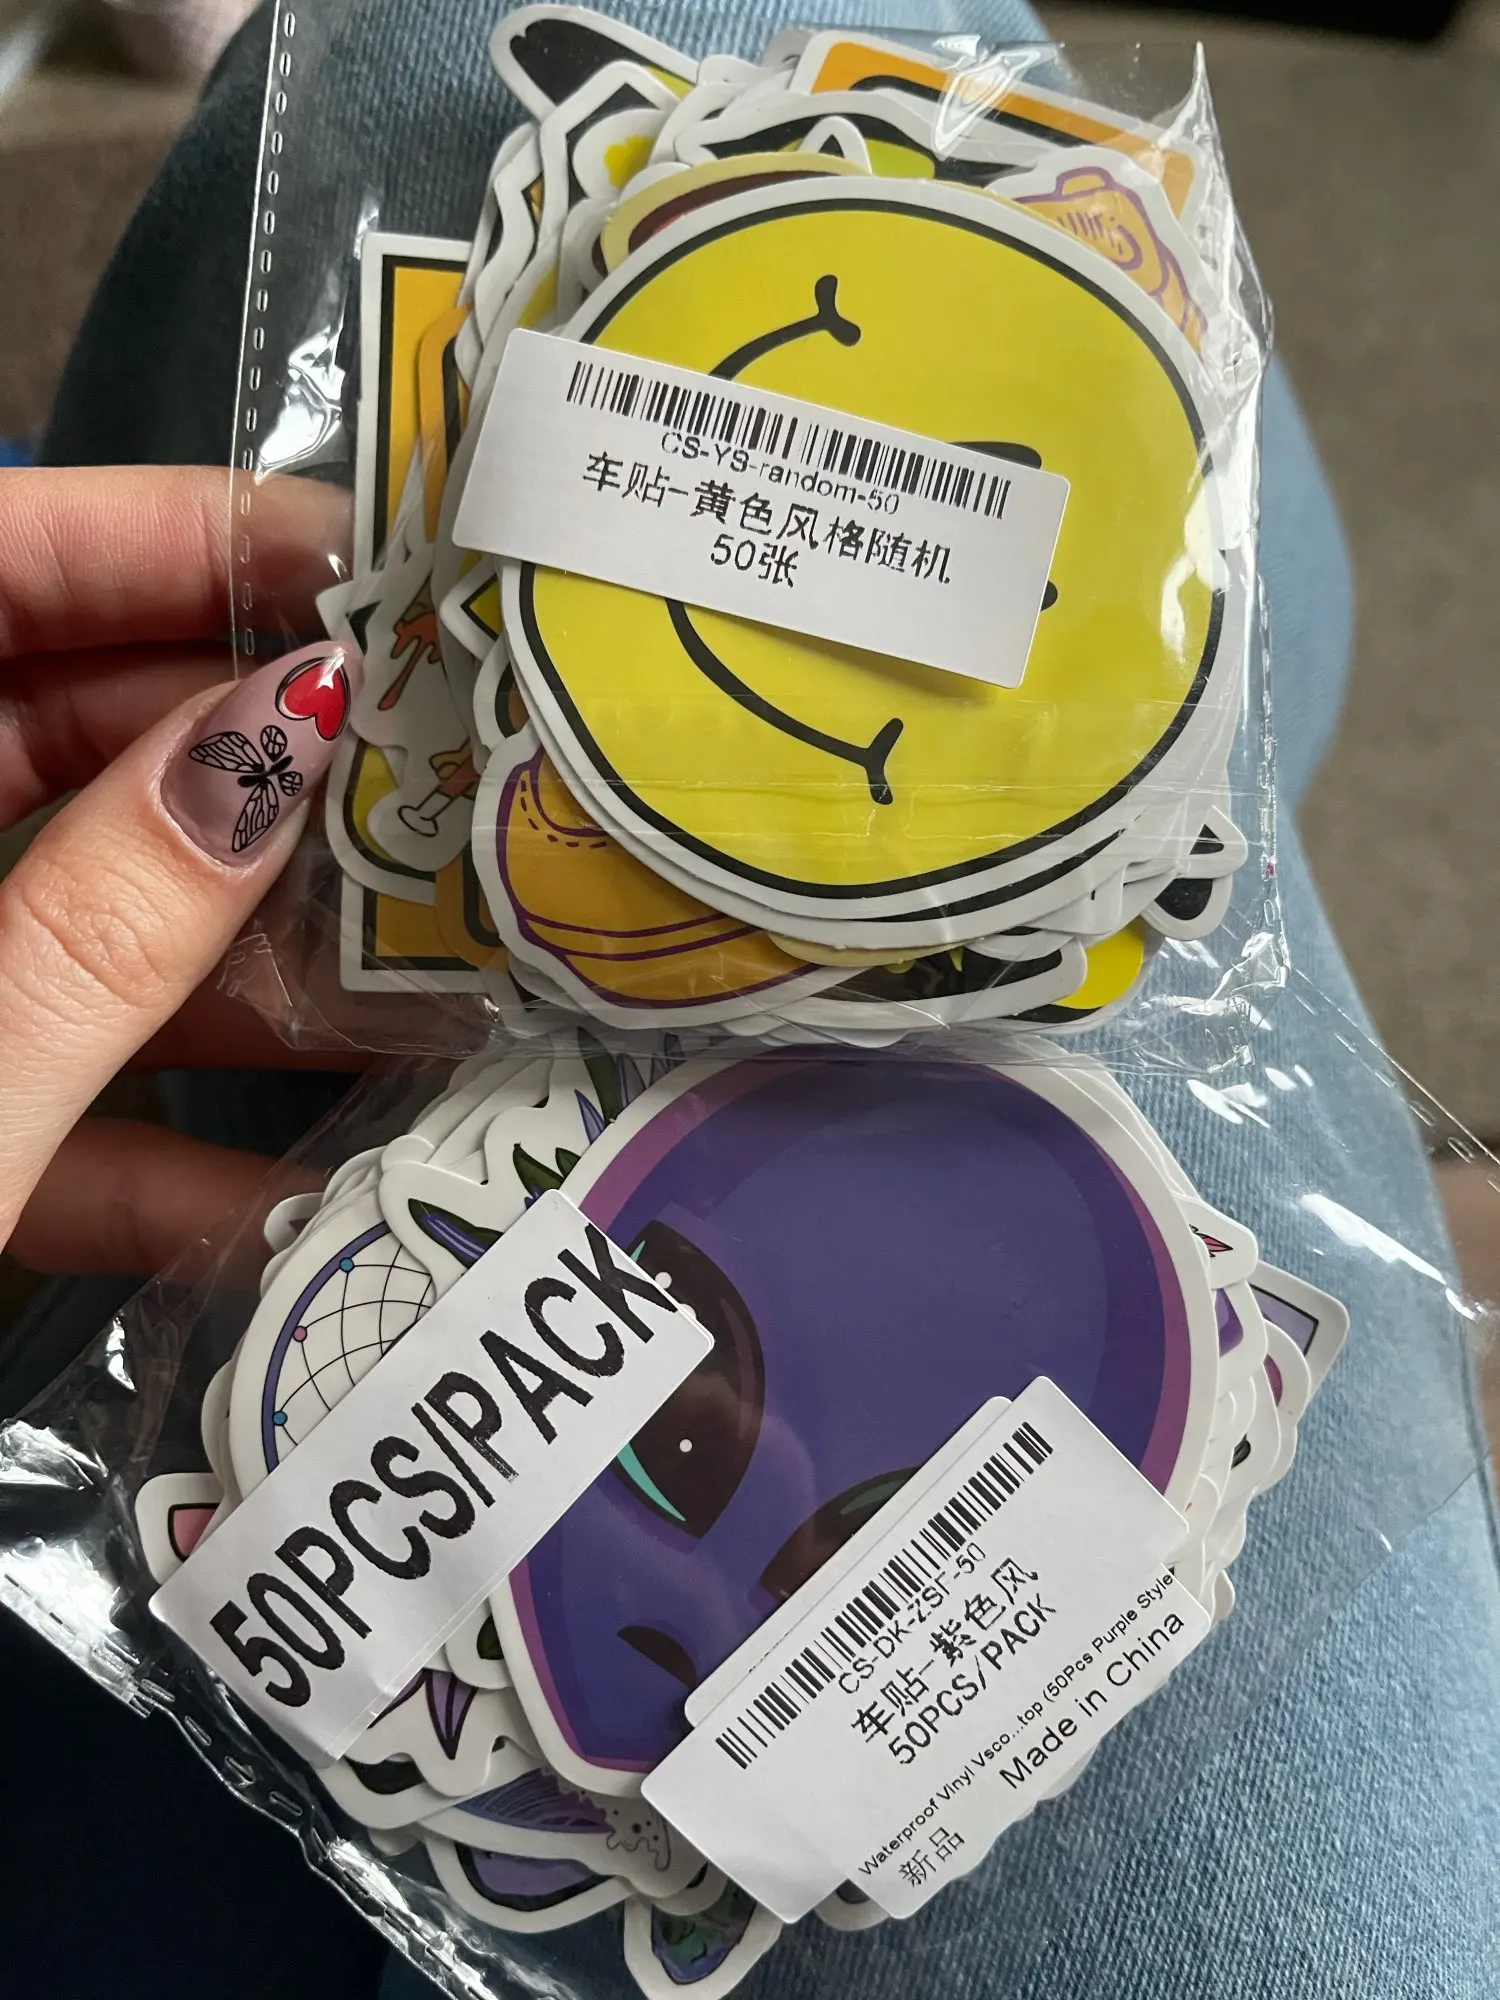 CS-YS-random-50
车贴-黄色风格随机
50张
50PCS/PACK
CS-DK-ZSF-50
车贴-紫色风
50PCS/PACK
Waterproof Vinyl Vsco...top (50Pcs Purple Style
Made in China
新品